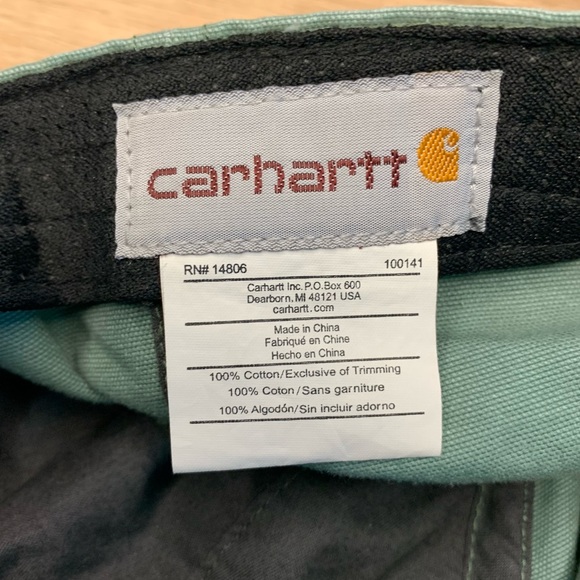 carhartt
RN# 14806 100141
Carhartt Inc. P.O. Box 600
Dearborn, MI 48121 USA
carhartt.com
Made in China
Fabriqué en Chine
Hecho en China
100% Cotton/Exclusive of Trimming
100% Coton/Sans garniture
100% Algodón/Sin incluir adorno